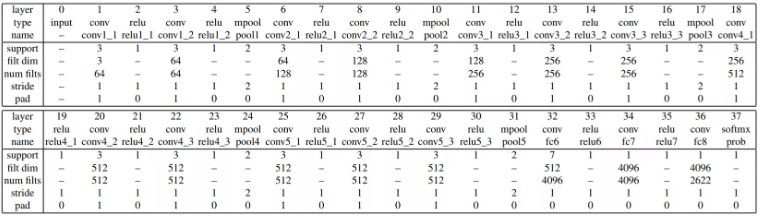 layer 0 1 2 3 4 5 6 7 8 9 10 11 12 13 14 15 16 17 18
type input conv relu conv relu mpool conv relu conv relu mpool conv relu conv relu conv relu mpool conv
name – conv1_1 relu1_1 conv1_2 relu1_2 pool1 conv2_1 relu2_1 conv2_2 relu2_2 pool2 conv3_1 relu3_1 conv3_2 relu3_2 conv3_3 relu3_3 pool3 conv4_1
support – 3 1 3 1 2 3 1 3 1 2 3 1 3 1 3 1 2 3
filt dim – 3 – 64 – – 64 – 128 – – 128 – 256 – 256 – – 256
num filts – 64 – 64 – – 128 – 128 – – 256 – 256 – 256 – – 512
stride – 1 1 1 1 2 1 1 1 1 2 1 1 1 1 1 1 2 1
pad – 1 0 1 0 0 1 0 1 0 0 1 0 1 0 1 0 0 1
layer 19 20 21 22 23 24 25 26 27 28 29 30 31 32 33 34 35 36 37
type relu conv relu conv relu mpool conv relu conv relu conv relu mpool conv relu conv relu conv softmx
name relu4_1 conv4_2 relu4_2 conv4_3 relu4_3 pool4 conv5_1 relu5_1 conv5_2 relu5_2 conv5_3 relu5_3 pool5 fc6 relu6 fc7 relu7 fc8 prob
support 1 3 1 3 1 2 3 1 3 1 3 1 2 7 1 1 1 1 1
filt dim – 512 – 512 – – 512 – 512 – 512 – – 512 – 4096 – 4096 –
num filts – 512 – 512 – – 512 – 512 – 512 – – 4096 – 4096 – 2622 –
stride 1 1 1 1 1 2 1 1 1 1 1 1 2 1 1 1 1 1 1
pad 0 1 0 1 0 0 1 0 1 0 1 0 0 0 0 0 0 0 0